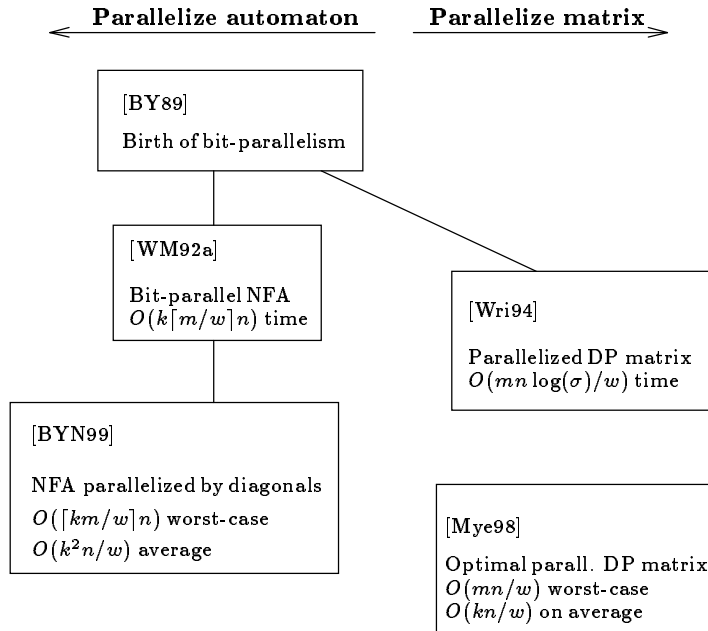 Parallelize automaton
Parallelize matrix
[BY89]
Birth of bit-parallelism
[WM92a]
Bit-parallel NFA
O(k⌈m/w⌉n) time
[Wri94]
Parallelized DP matrix
O(mn log(σ)/w) time
[BYN99]
NFA parallelized by diagonals
O(⌈km/w⌉n) worst-case
O(k²n/w) average
[Mye98]
Optimal parall. DP matrix
O(mn/w) worst-case
O(kn/w) on average